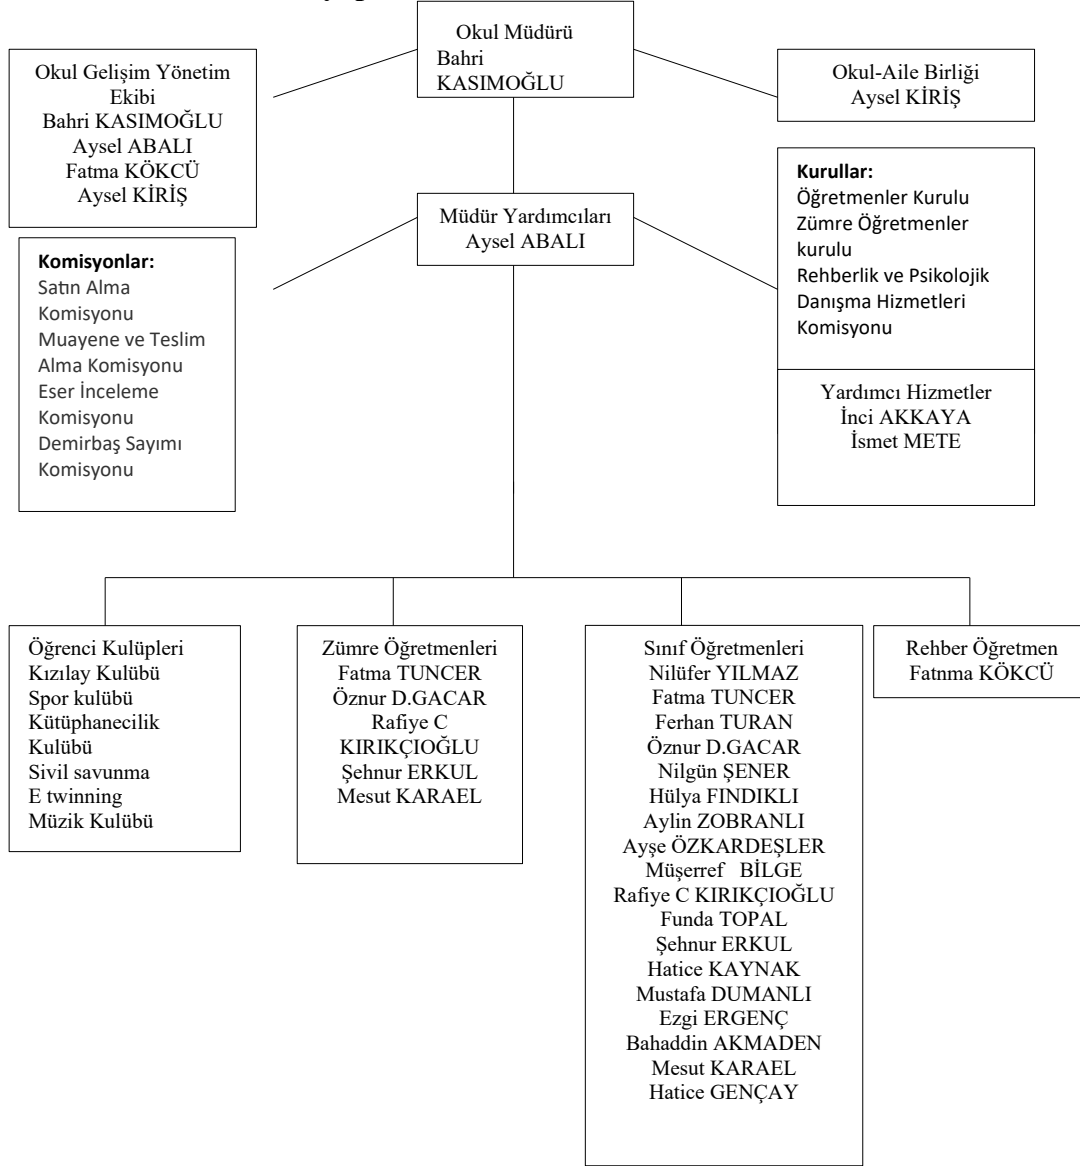 Okul Müdürü
Bahri
KASIMOĞLU
Okul Gelişim Yönetim
Ekibi
Bahri KASIMOĞLU
Aysel ABALI
Fatma KÖKCÜ
Aysel KİRİŞ
Okul-Aile Birliği
Aysel KİRİŞ
Müdür Yardımcıları
Aysel ABALI
Kurullar:
Öğretmenler Kurulu
Zümre Öğretmenler
kurulu
Rehberlik ve Psikolojik
Danışma Hizmetleri
Komisyonu
Komisyonlar:
Satın Alma
Komisyonu
Muayene ve Teslim
Alma Komisyonu
Eser İnceleme
Komisyonu
Demirbaş Sayımı
Komisyonu
Yardımcı Hizmetler
İnci AKKAYA
İsmet METE
Öğrenci Kulüpleri
Kızılay Kulübü
Spor kulübü
Kütüphanecilik
Kulübü
Sivil savunma
E twinning
Müzik Kulübü
Zümre Öğretmenleri
Fatma TUNCER
Öznur D.GACAR
Rafiye C
KIRIKÇIOĞLU
Şehnur ERKUL
Mesut KARAEL
Sınıf Öğretmenleri
Nilüfer YILMAZ
Fatma TUNCER
Ferhan TURAN
Öznur D.GACAR
Nilgün ŞENER
Hülya FINDIKLI
Aylin ZOBRANLI
Ayşe ÖZKARDEŞLER
Müşerref BİLGE
Rafiye C KIRIKÇIOĞLU
Funda TOPAL
Şehnur ERKUL
Hatice KAYNAK
Mustafa DUMANLI
Ezgi ERGENÇ
Bahaddin AKMADEN
Mesut KARAEL
Hatice GENÇAY
Rehber Öğretmen
Fatnma KÖKCÜ